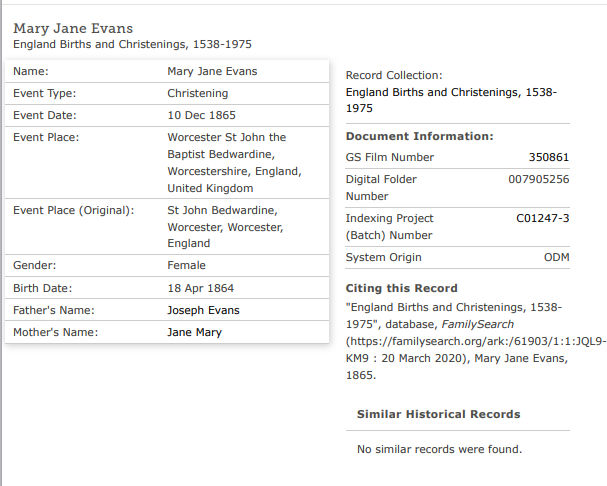 Mary Jane Evans
England Births and Christenings, 1538-1975
Name: Mary Jane Evans
Event Type: Christening
Event Date: 10 Dec 1865
Event Place: Worcester St John the
Baptist Bedwardine,
Worcestershire, England,
United Kingdom
Event Place (Original): St John Bedwardine,
Worcester, Worcester,
England
Gender: Female
Birth Date: 18 Apr 1864
Father's Name: Joseph Evans
Mother's Name: Jane Mary
Record Collection:
England Births and Christenings, 1538-
1975
Document Information:
GS Film Number 350861
Digital Folder 007905256
Number
Indexing Project C01247-3
(Batch) Number
System Origin ODM
Citing this Record
"England Births and Christenings, 1538-
1975", database, FamilySearch
(https://familysearch.org/ark:/61903/1:1:JQL9-
KM9 : 20 March 2020), Mary Jane Evans,
1865.
Similar Historical Records
No similar records were found.